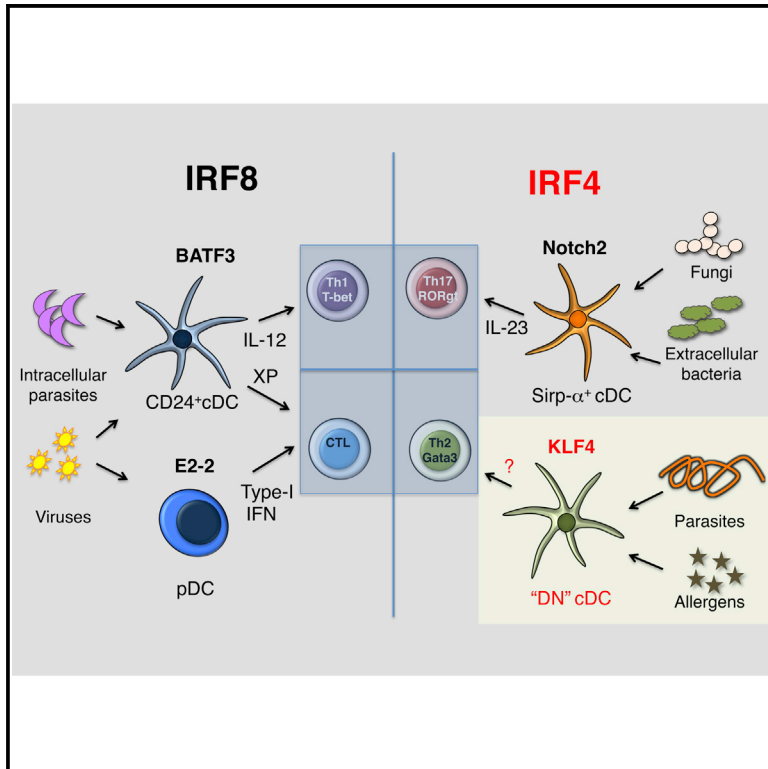 IRF8
IRF4
BATF3
Notch2
Fungi
Th1
T-bet
Th17
RORgt
IL-12
IL-23
Intracellular
parasites
XP
Extracellular
bacteria
CD24⁺cDC
Sirp-α⁺ cDC
E2-2
CTL
Th2
Gata3
KLF4
?
Viruses
Type-I
IFN
Parasites
pDC
"DN" cDC
Allergens